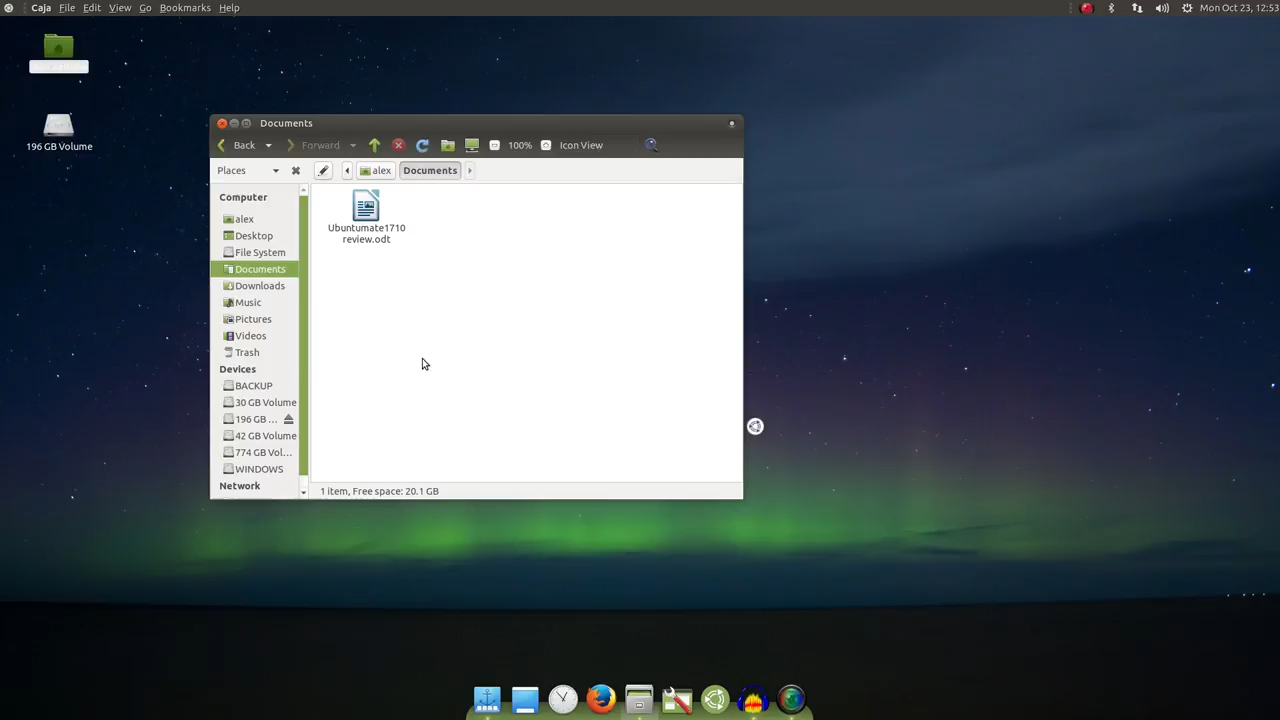 Caja File Edit View Go Bookmarks Help
Mon Oct 23, 12:53
196 GB Volume
Documents
Back Forward 100% Icon View
Places alex Documents
Computer
alex
Desktop
File System
Documents
Downloads
Music
Pictures
Videos
Trash
Devices
BACKUP
30 GB Volume
196 GB ...
42 GB Volume
774 GB Vol...
WINDOWS
Network
Ubuntumate1710
review.odt
1 item, Free space: 20.1 GB